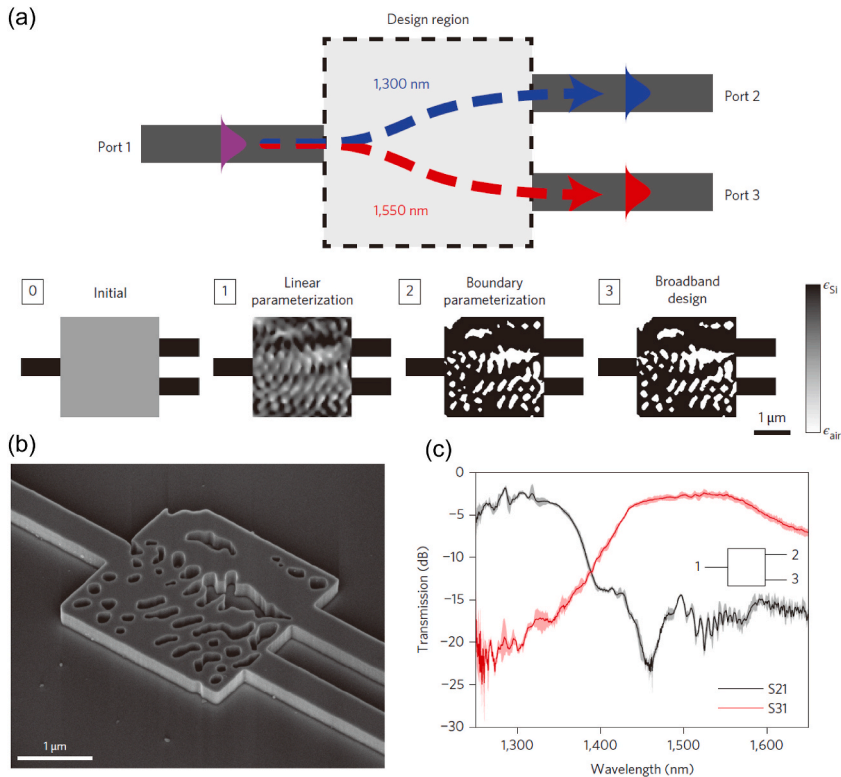 (a)
Design region
1,300 nm
Port 2
Port 1
1,550 nm
Port 3
0
Initial
1
Linear
parameterization
2
Boundary
parameterization
3
Broadband
design
ϵSi
1 μm
ϵair
(b)
1 μm
(c)
0
−5
−10
−15
−20
−25
−30
Transmission (dB)
1
2
3
S21
S31
1,300
1,400
1,500
1,600
Wavelength (nm)